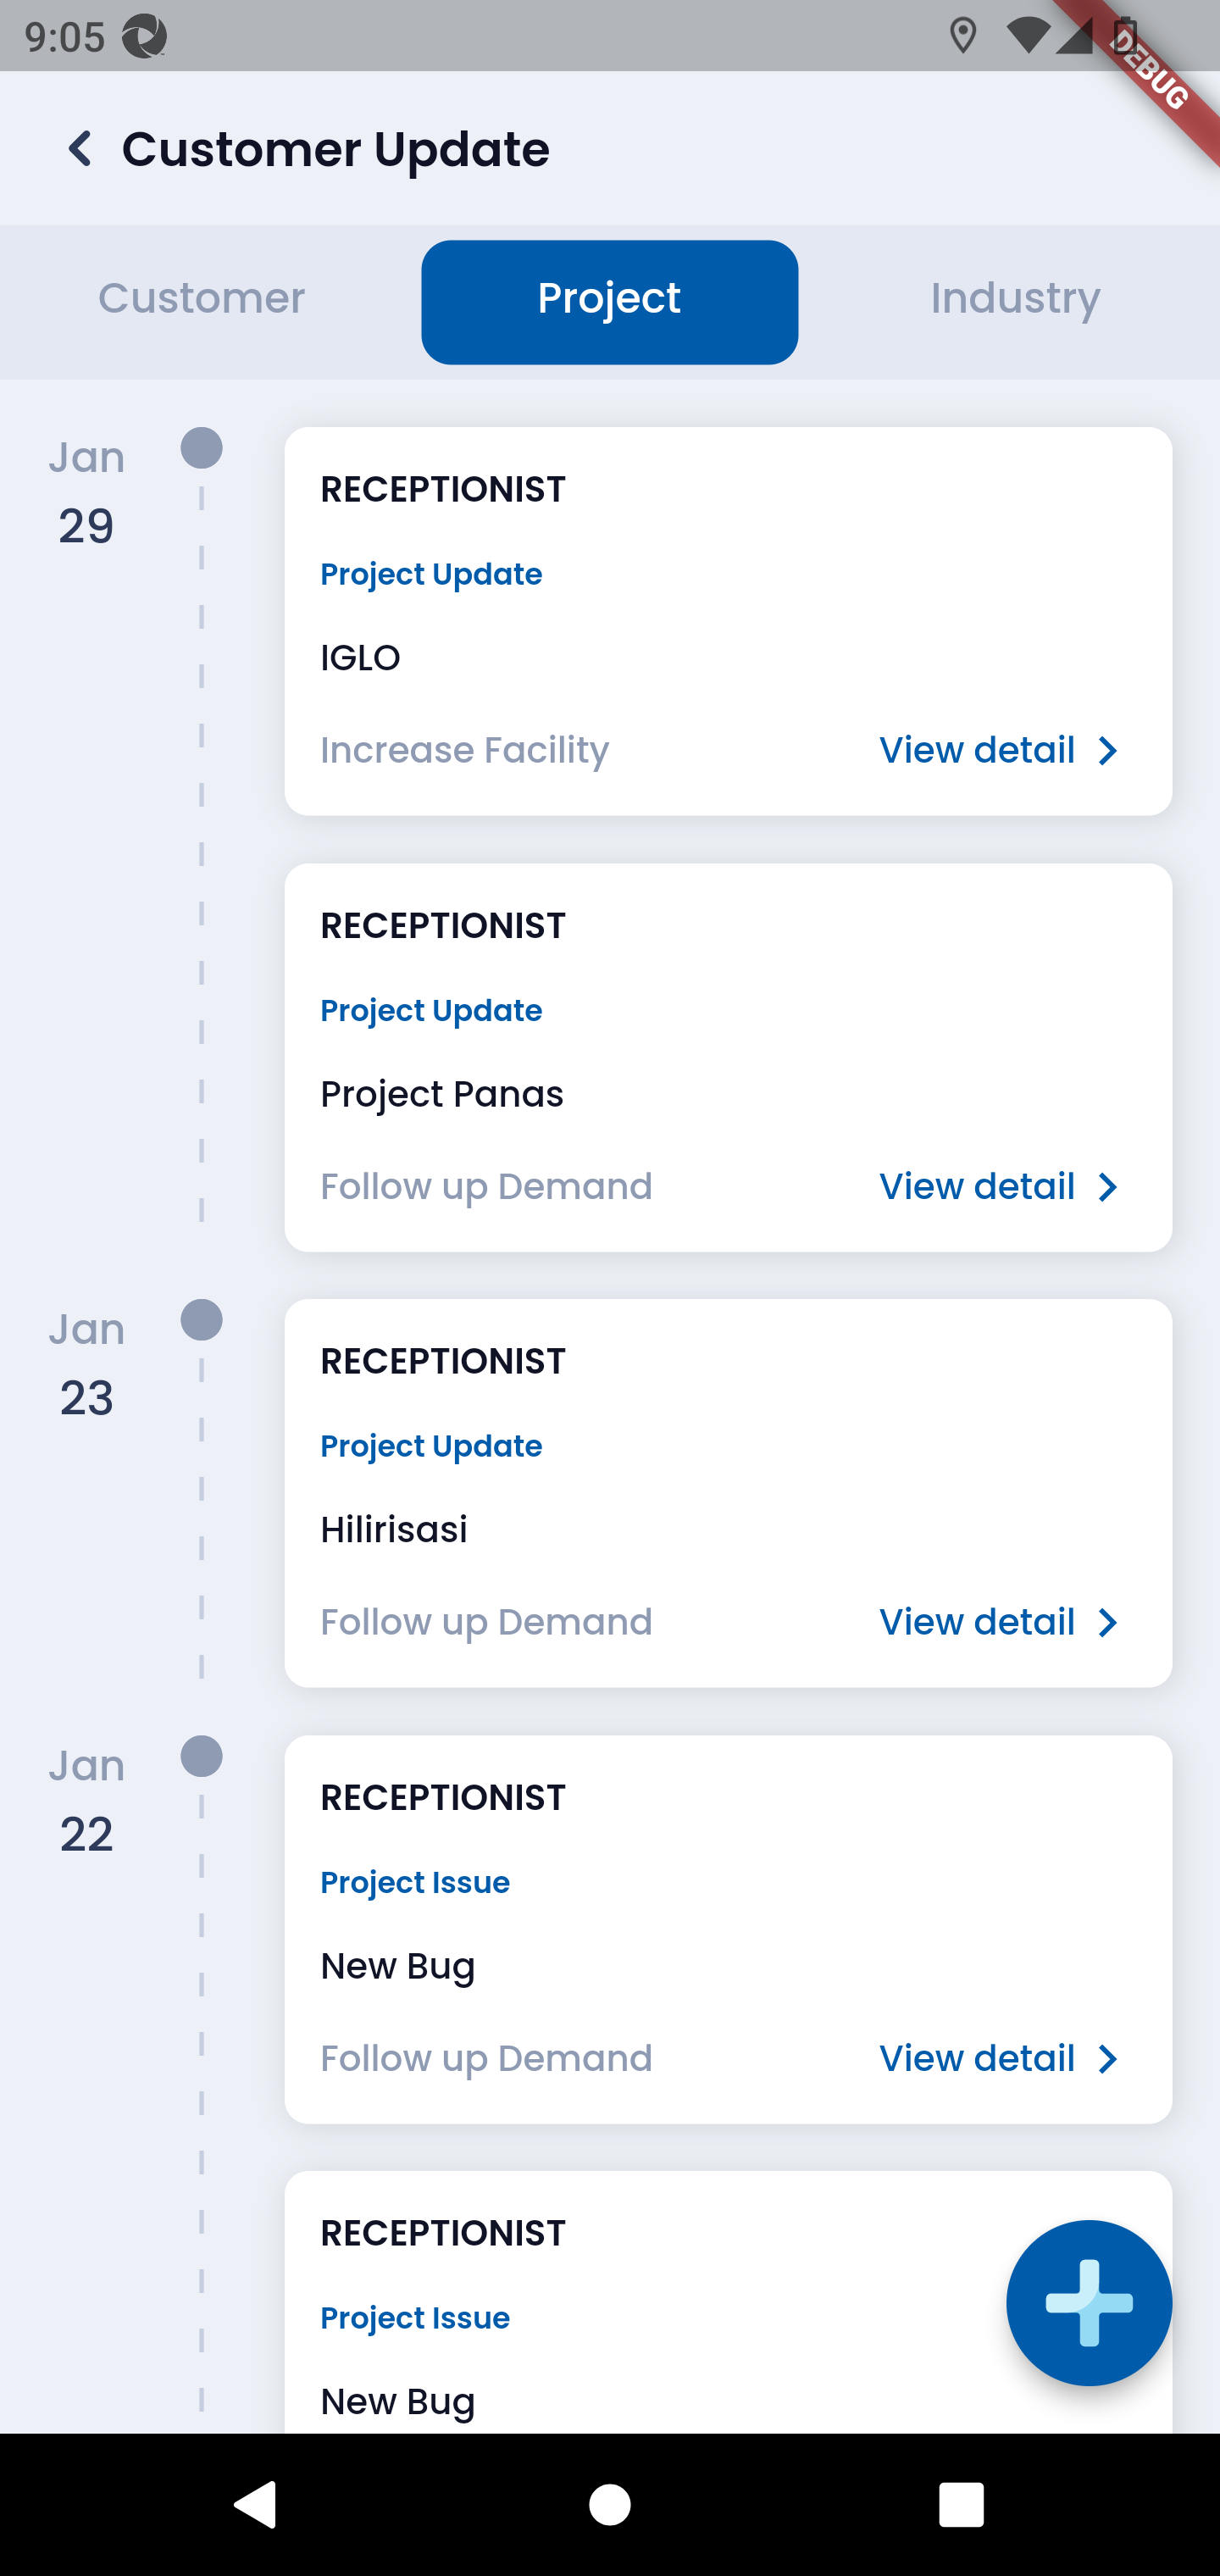 9:05
DEBUG
Customer Update
Customer Project Industry
Jan
29
RECEPTIONIST
Project Update
IGLO
Increase Facility View detail
RECEPTIONIST
Project Update
Project Panas
Follow up Demand View detail
Jan
23
RECEPTIONIST
Project Update
Hilirisasi
Follow up Demand View detail
Jan
22
RECEPTIONIST
Project Issue
New Bug
Follow up Demand View detail
RECEPTIONIST
Project Issue
New Bug